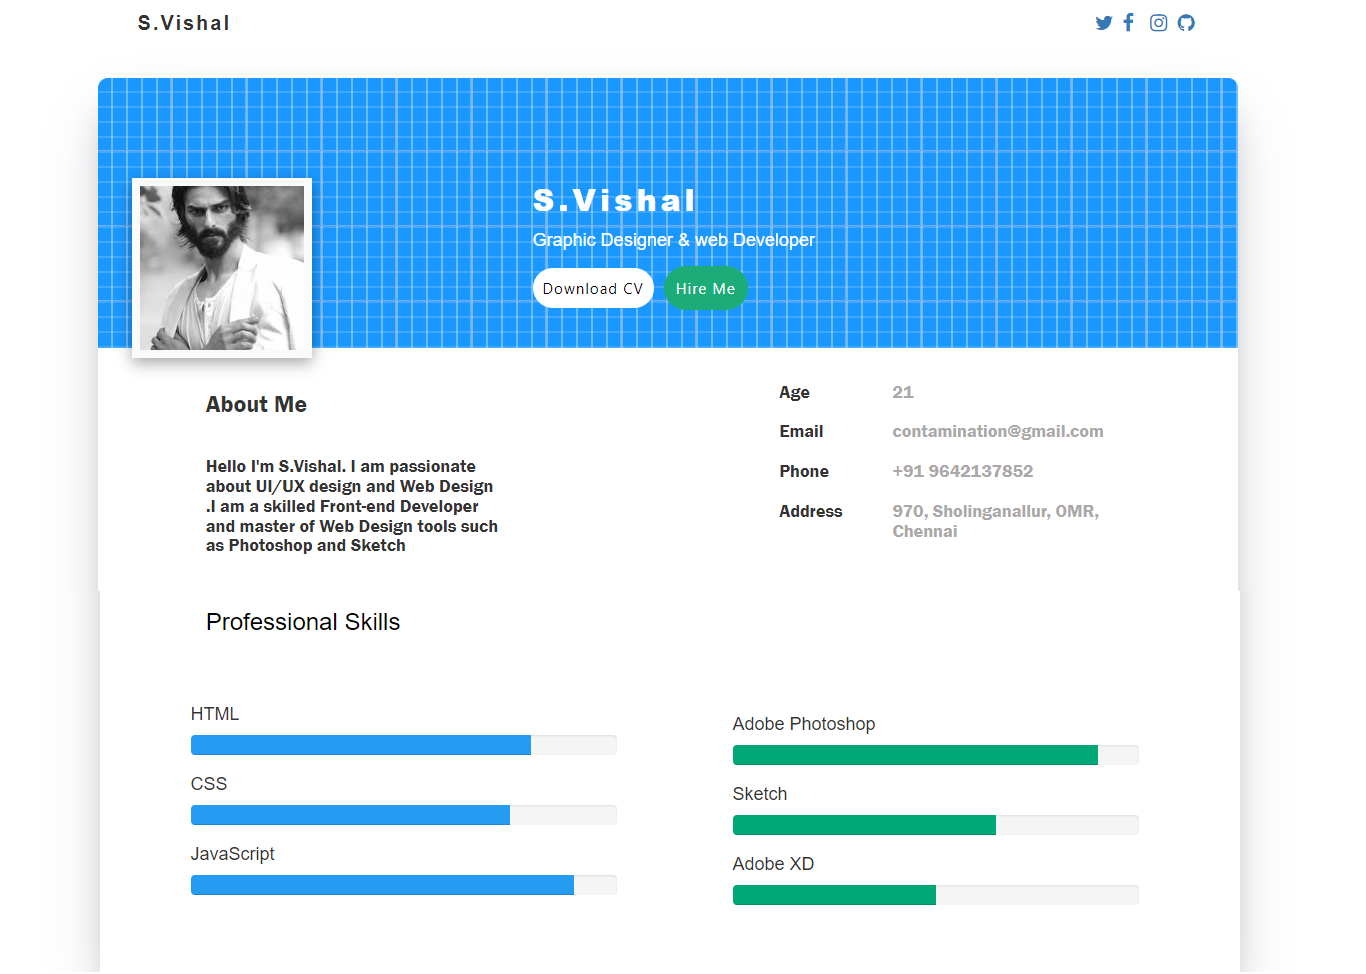 S.Vishal
S.Vishal
Graphic Designer & web Developer
Download CV
Hire Me
About Me
Hello I'm S.Vishal. I am passionate
about UI/UX design and Web Design
.I am a skilled Front-end Developer
and master of Web Design tools such
as Photoshop and Sketch
Age 21
Email contamination@gmail.com
Phone +91 9642137852
Address 970, Sholinganallur, OMR,
Chennai
Professional Skills
HTML
CSS
JavaScript
Adobe Photoshop
Sketch
Adobe XD